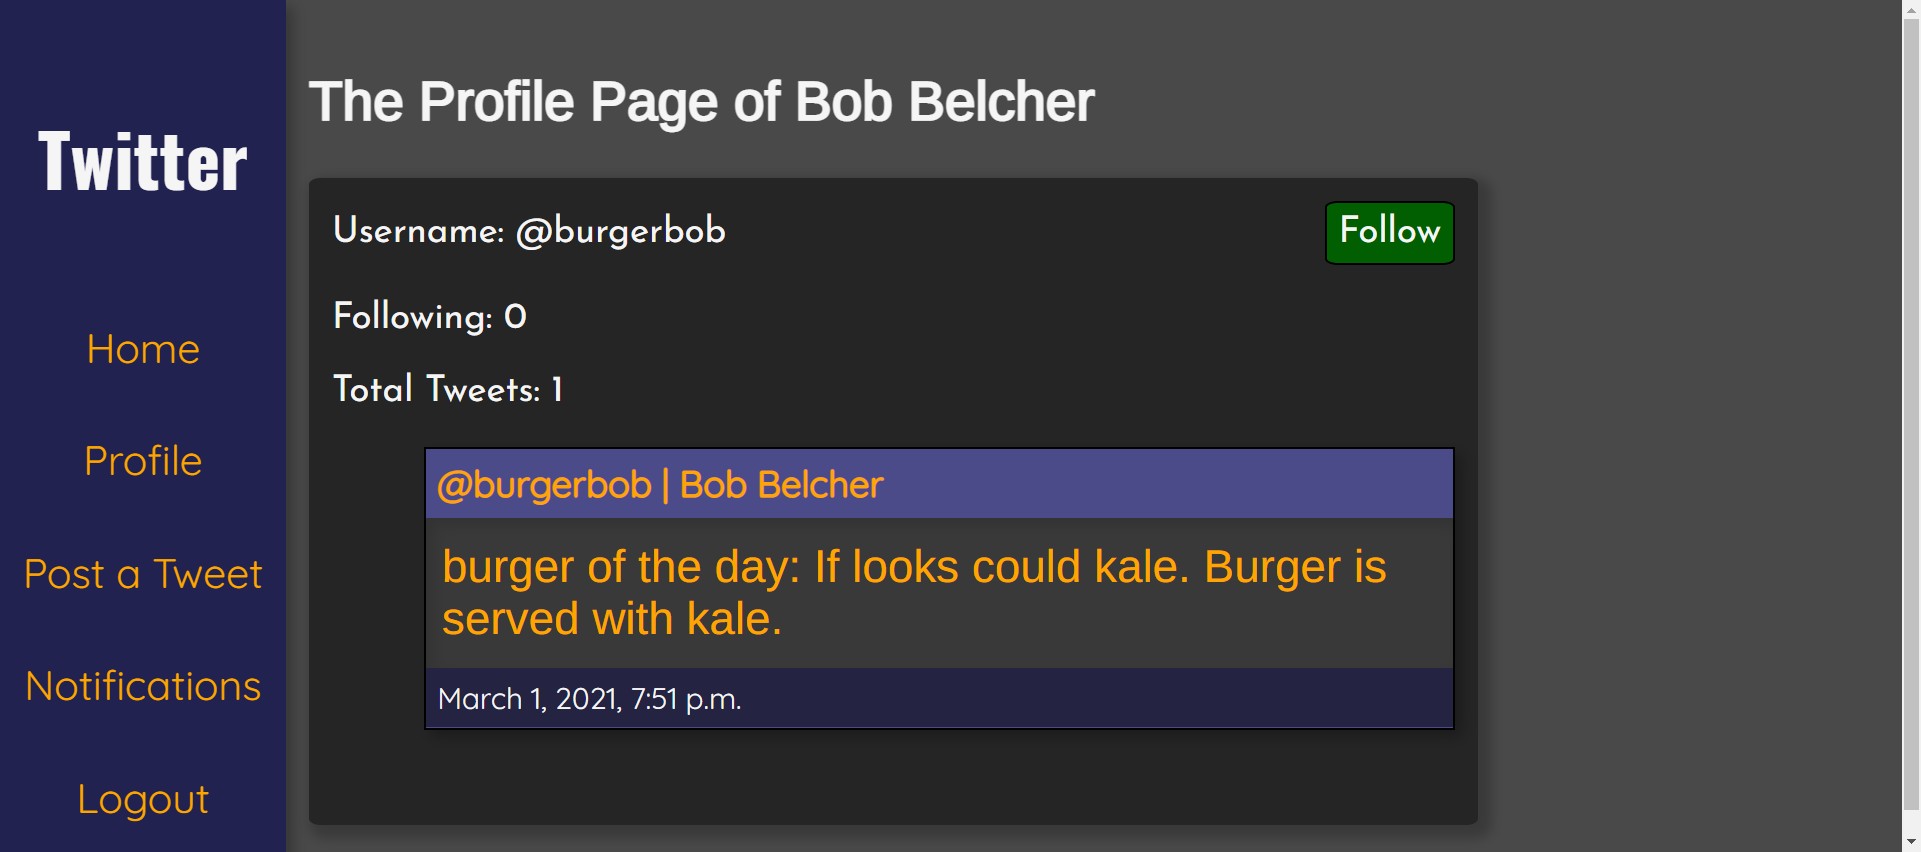 Twitter
Home
Profile
Post a Tweet
Notifications
Logout
The Profile Page of Bob Belcher
Username: @burgerbob
Follow
Following: 0
Total Tweets: 1
@burgerbob | Bob Belcher
burger of the day: If looks could kale. Burger is
served with kale.
March 1, 2021, 7:51 p.m.